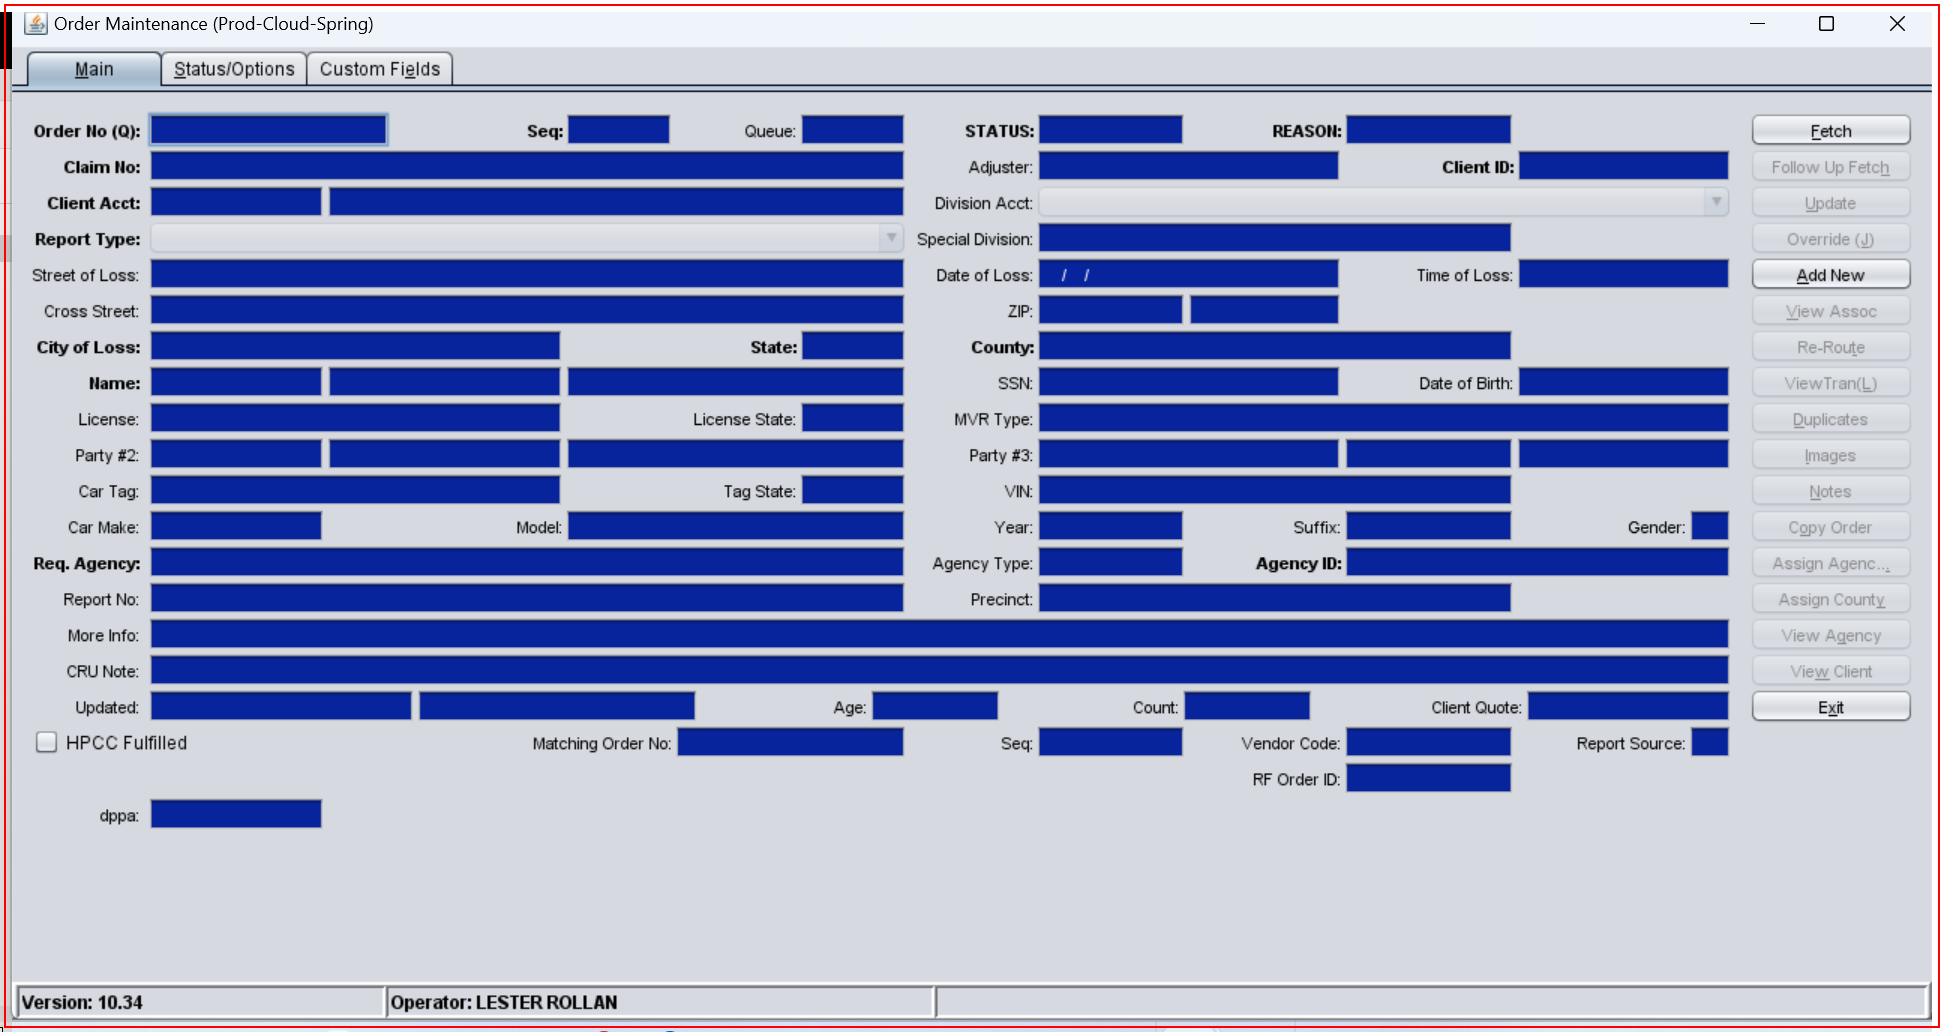 Order Maintenance (Prod-Cloud-Spring)
Main Status/Options Custom Fields
Order No (Q): Seq: Queue: STATUS: REASON: Fetch
Claim No: Adjuster: Client ID: Follow Up Fetch
Client Acct: Division Acct: Update
Report Type: Special Division: Override (J)
Street of Loss: Date of Loss: / / Time of Loss: Add New
Cross Street: ZIP: View Assoc
City of Loss: State: County: Re-Route
Name: SSN: Date of Birth: ViewTran(L)
License: License State: MVR Type: Duplicates
Party #2: Party #3: Images
Car Tag: Tag State: VIN: Notes
Car Make: Model: Year: Suffix: Gender: Copy Order
Req. Agency: Agency Type: Agency ID: Assign Agenc...
Report No: Precinct: Assign County
More Info: View Agency
CRU Note: View Client
Updated: Age: Count: Client Quote: Exit
HPCC Fulfilled Matching Order No: Seq: Vendor Code: Report Source:
RF Order ID:
dppa:
Version: 10.34 Operator: LESTER ROLLAN